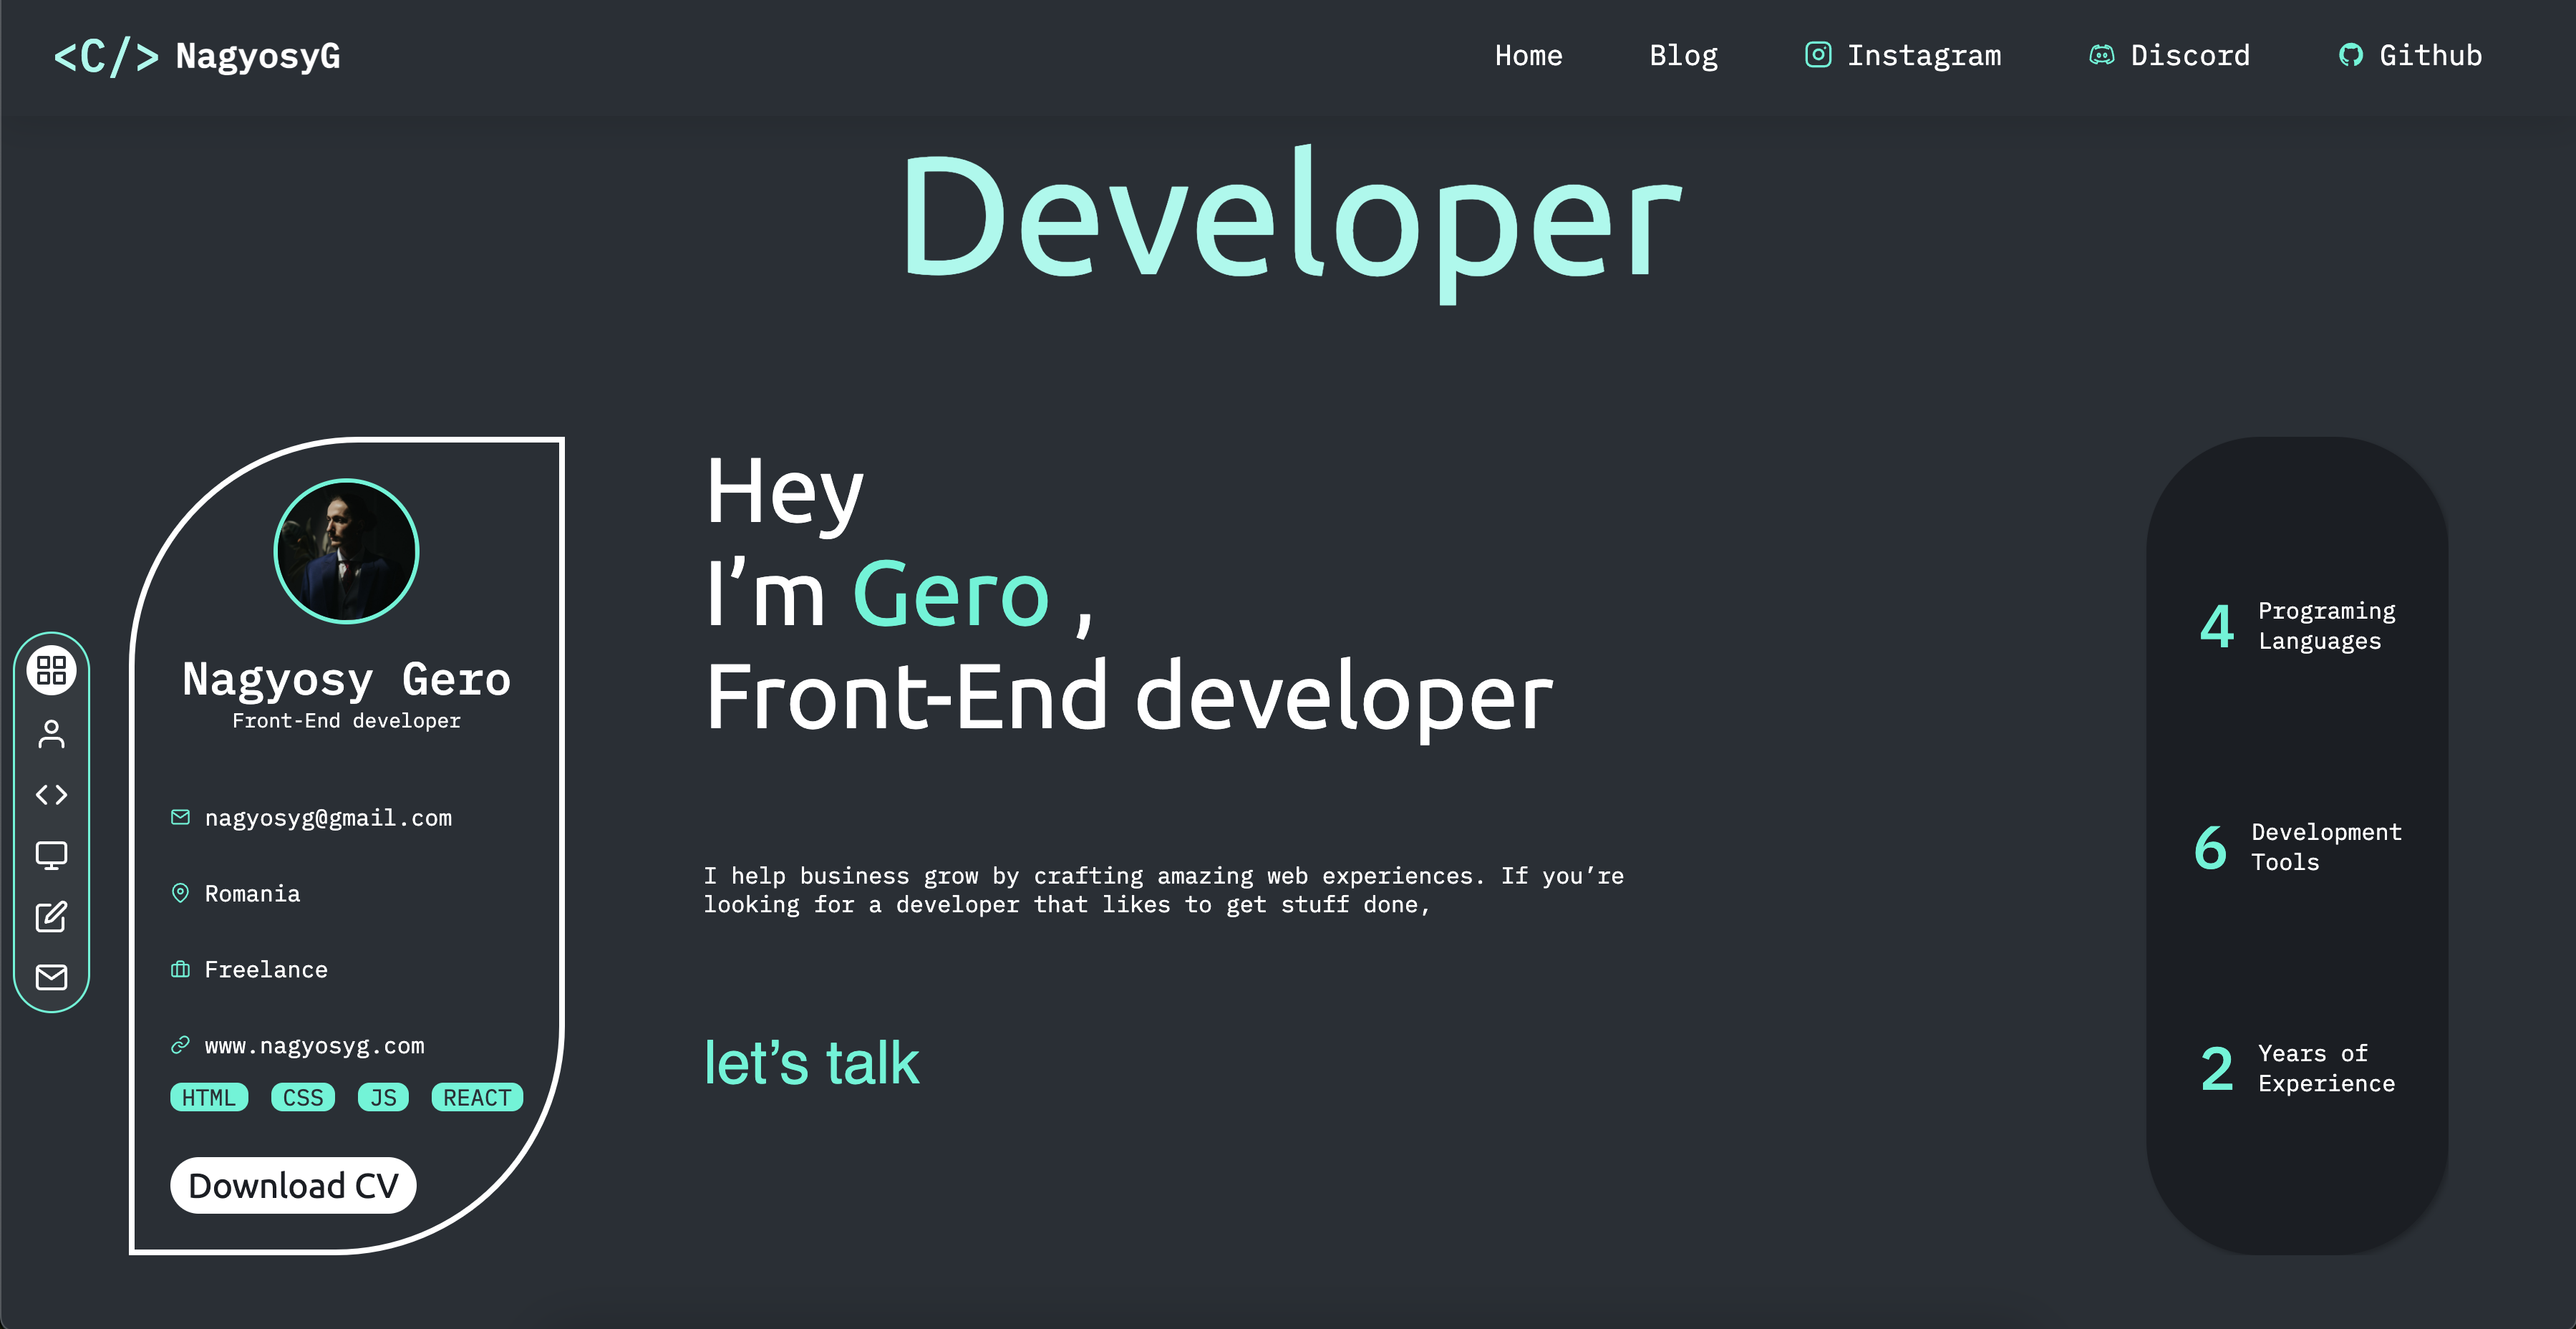 <C/> NagyosyG
Home Blog Instagram Discord Github
Developer
Nagyosy Gero
Front-End developer
nagyosyg@gmail.com
Romania
Freelance
www.nagyosyg.com
HTML CSS JS REACT
Download CV
Hey
I’m Gero ,
Front-End developer
I help business grow by crafting amazing web experiences. If you’re
looking for a developer that likes to get stuff done,
let’s talk
4 Programing
Languages
6 Development
Tools
2 Years of
Experience